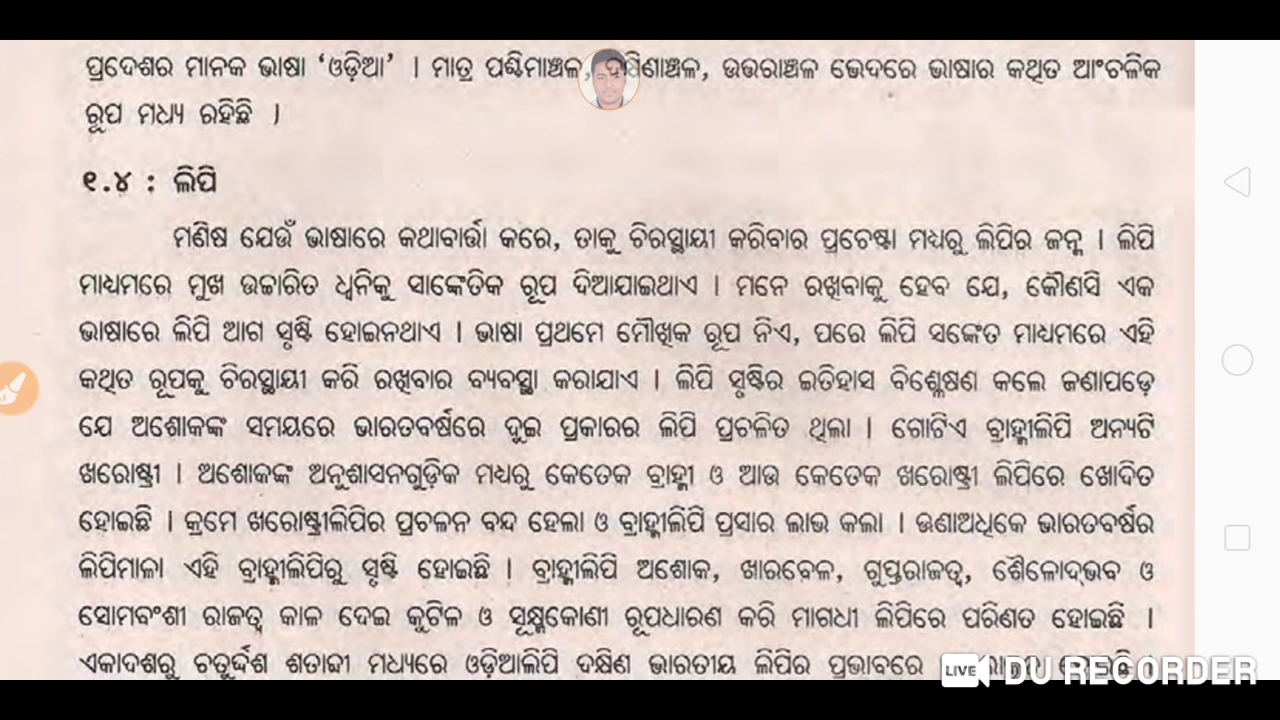 ପ୍ରଦେଶର ମାନକ ଭାଷା ‘ଓଡ଼ିଆ’ । ମାତ୍ର ପଶ୍ଚିମାଞ୍ଚଳ, ଉତ୍ତରାଞ୍ଚଳ ଭେଦରେ ଭାଷାର କଥିତ ଆଂଚଳିକ
ରୂପ ମଧ୍ୟ ରହିଛି ।
୧.୪ : ଲିପି
ମଣିଷ ଯେଉଁ ଭାଷାରେ କଥାବାର୍ତ୍ତା କରେ, ତାକୁ ଚିରସ୍ଥାୟୀ କରିବାର ପ୍ରଚେଷ୍ଟା ମଧ୍ୟରୁ ଲିପିର ଜନ୍ମ । ଲିପି
ମାଧ୍ୟମରେ ମୁଖ ଉଚ୍ଚାରିତ ଧ୍ୱନିକୁ ସାଙ୍କେତିକ ରୂପ ଦିଆଯାଇଥାଏ । ମନେ ରଖିବାକୁ ହେବ ଯେ, କୌଣସି ଏକ
ଭାଷାରେ ଲିପି ଆଗ ସୃଷ୍ଟି ହୋଇନଥାଏ । ଭାଷା ପ୍ରଥମେ ମୌଖିକ ରୂପ ନିଏ, ପରେ ଲିପି ସଙ୍କେତ ମାଧ୍ୟମରେ ଏହି
କଥିତ ରୂପକୁ ଚିରସ୍ଥାୟୀ କରି ରଖିବାର ବ୍ୟବସ୍ଥା କରାଯାଏ । ଲିପି ସୃଷ୍ଟିର ଇତିହାସ ବିଶ୍ଳେଷଣ କଲେ ଜଣାପଡ଼େ
ଯେ ଅଶୋକଙ୍କ ସମୟରେ ଭାରତବର୍ଷରେ ଦୁଇ ପ୍ରକାରର ଲିପି ପ୍ରଚଳିତ ଥିଲା । ଗୋଟିଏ ବ୍ରାହ୍ମୀଲିପି ଅନ୍ୟଟି
ଖରୋଷ୍ଟ୍ରୀ । ଅଶୋକଙ୍କ ଅନୁଶାସନଗୁଡ଼ିକ ମଧ୍ୟରୁ କେତେକ ବ୍ରାହ୍ମୀ ଓ ଆଉ କେତେକ ଖରୋଷ୍ଟ୍ରୀ ଲିପିରେ ଖୋଦିତ
ହୋଇଛି । କ୍ରମେ ଖରୋଷ୍ଟ୍ରୀଲିପିର ପ୍ରଚଳନ ବନ୍ଦ ହେଲା ଓ ବ୍ରାହ୍ମୀଲିପି ପ୍ରସାର ଲାଭ କଲା । ଊଣାଅଧିକେ ଭାରତବର୍ଷର
ଲିପିମାଳା ଏହି ବ୍ରାହ୍ମୀଲିପିରୁ ସୃଷ୍ଟି ହୋଇଛି । ବ୍ରାହ୍ମୀଲିପି ଅଶୋକ, ଖାରବେଳ, ଗୁପ୍ତରାଜତ୍ୱ, ଶୈଳୋଦ୍ଭବ ଓ
ସୋମବଂଶୀ ରାଜତ୍ୱ କାଳ ଦେଇ କୁଟିଳ ଓ ସୂକ୍ଷ୍ମକୋଣୀ ରୂପଧାରଣ କରି ମାଗଧୀ ଲିପିରେ ପରିଣତ ହୋଇଛି ।
ଏକାଦଶରୁ ଚତୁର୍ଦ୍ଦଶ ଶତାବ୍ଦୀ ମଧ୍ୟରେ ଓଡ଼ିଆଲିପି ଦକ୍ଷିଣ ଭାରତୀୟ ଲିପିର ପ୍ରଭାବରେ
LIVE DU RECORDER